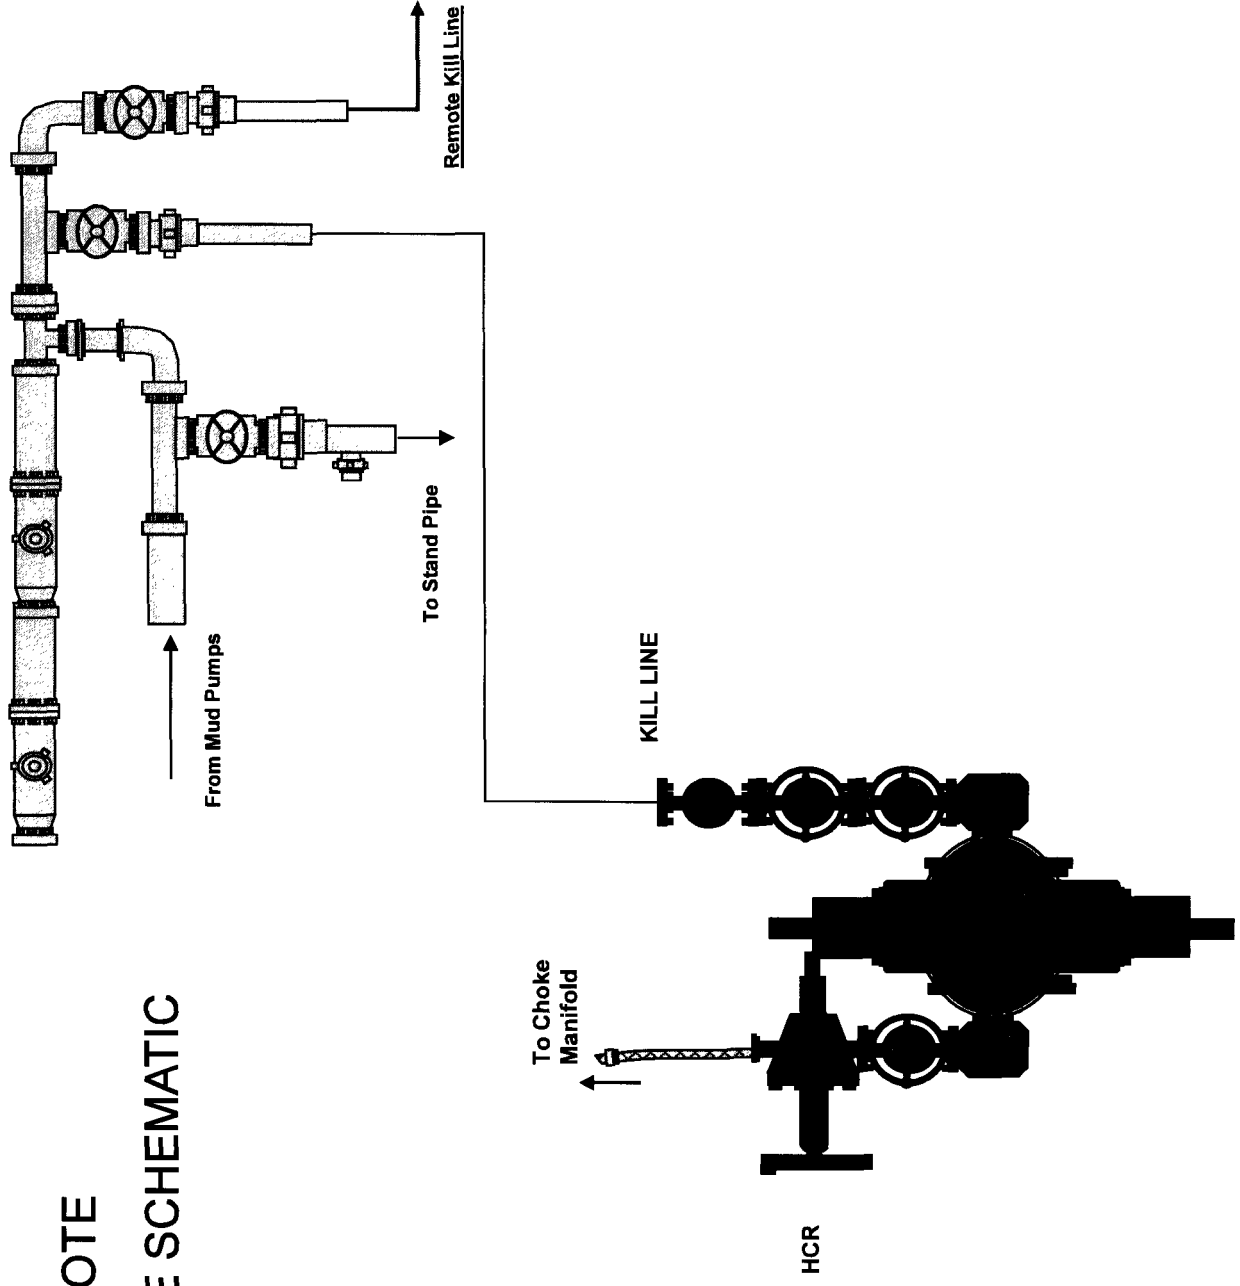 OTE
E SCHEMATIC
From Mud Pumps
To Stand Pipe
Remote Kill Line
KILL LINE
To Choke
Manifold
HCR